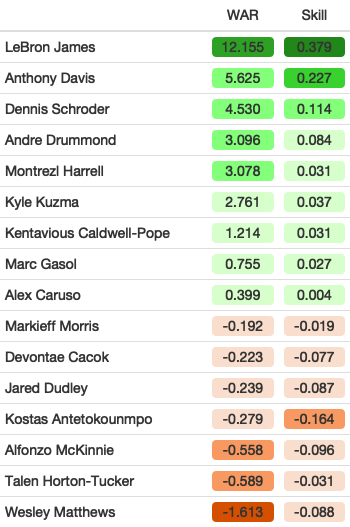 WAR Skill
LeBron James 12.155 0.379
Anthony Davis 5.625 0.227
Dennis Schroder 4.530 0.114
Andre Drummond 3.096 0.084
Montrezl Harrell 3.078 0.031
Kyle Kuzma 2.761 0.037
Kentavious Caldwell-Pope 1.214 0.031
Marc Gasol 0.755 0.027
Alex Caruso 0.399 0.004
Markieff Morris -0.192 -0.019
Devontae Cacok -0.223 -0.077
Jared Dudley -0.239 -0.087
Kostas Antetokounmpo -0.279 -0.164
Alfonzo McKinnie -0.558 -0.096
Talen Horton-Tucker -0.589 -0.031
Wesley Matthews -1.613 -0.088